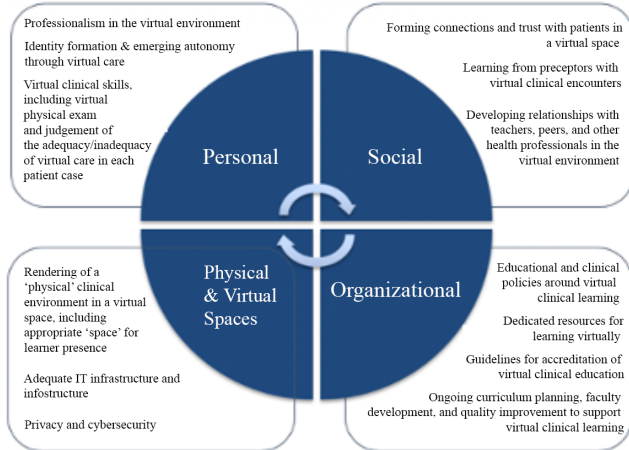 Professionalism in the virtual environment
Identity formation & emerging autonomy
through virtual care
Virtual clinical skills,
including virtual
physical exam
and judgement of
the adequacy/inadequacy
of virtual care in each
patient case
Personal
Forming connections and trust with patients in
a virtual space
Learning from preceptors with
virtual clinical encounters
Developing relationships with
teachers, peers, and other
health professionals in the
virtual environment
Social
Rendering of a
‘physical’ clinical
environment in a virtual
space, including
appropriate ‘space’ for
learner presence
Adequate IT infrastructure and
infostructure
Privacy and cybersecurity
Physical
& Virtual
Spaces
Organizational
Educational and clinical
policies around virtual
clinical learning
Dedicated resources for
learning virtually
Guidelines for accreditation of
virtual clinical education
Ongoing curriculum planning, faculty
development, and quality improvement to support
virtual clinical learning